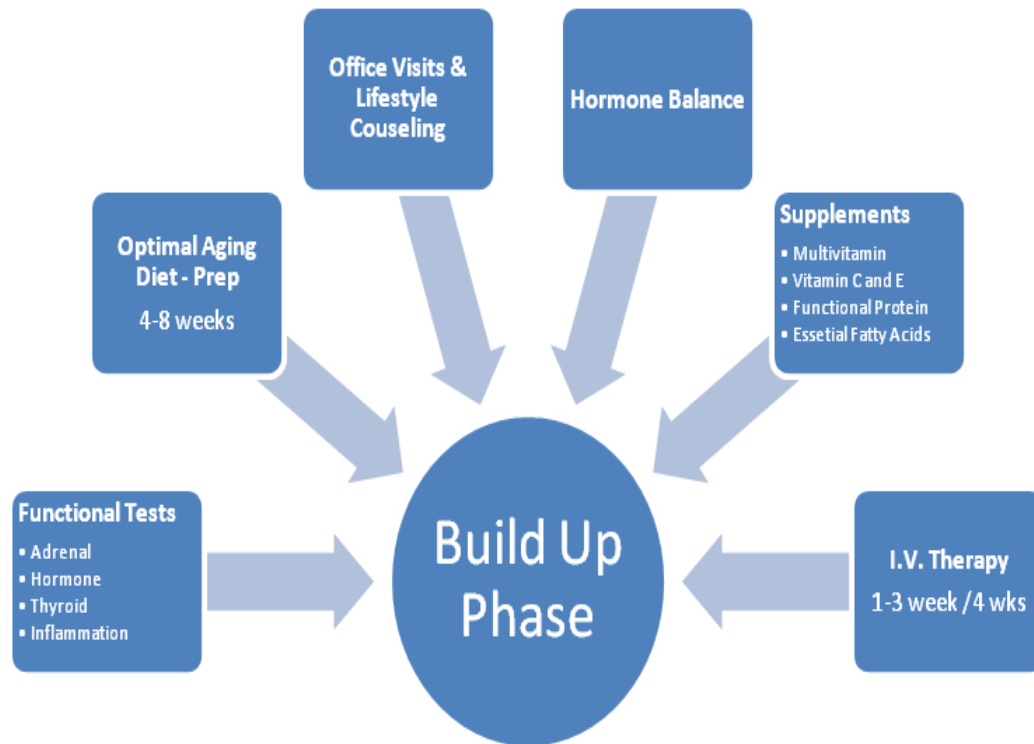 Office Visits &
Lifestyle
Couseling
Hormone Balance
Optimal Aging
Diet - Prep
4-8 weeks
Supplements
• Multivitamin
• Vitamin C and E
• Functional Protein
• Essetial Fatty Acids
Functional Tests
• Adrenal
• Hormone
• Thyroid
• Inflammation
Build Up
Phase
I.V. Therapy
1-3 week /4 wks